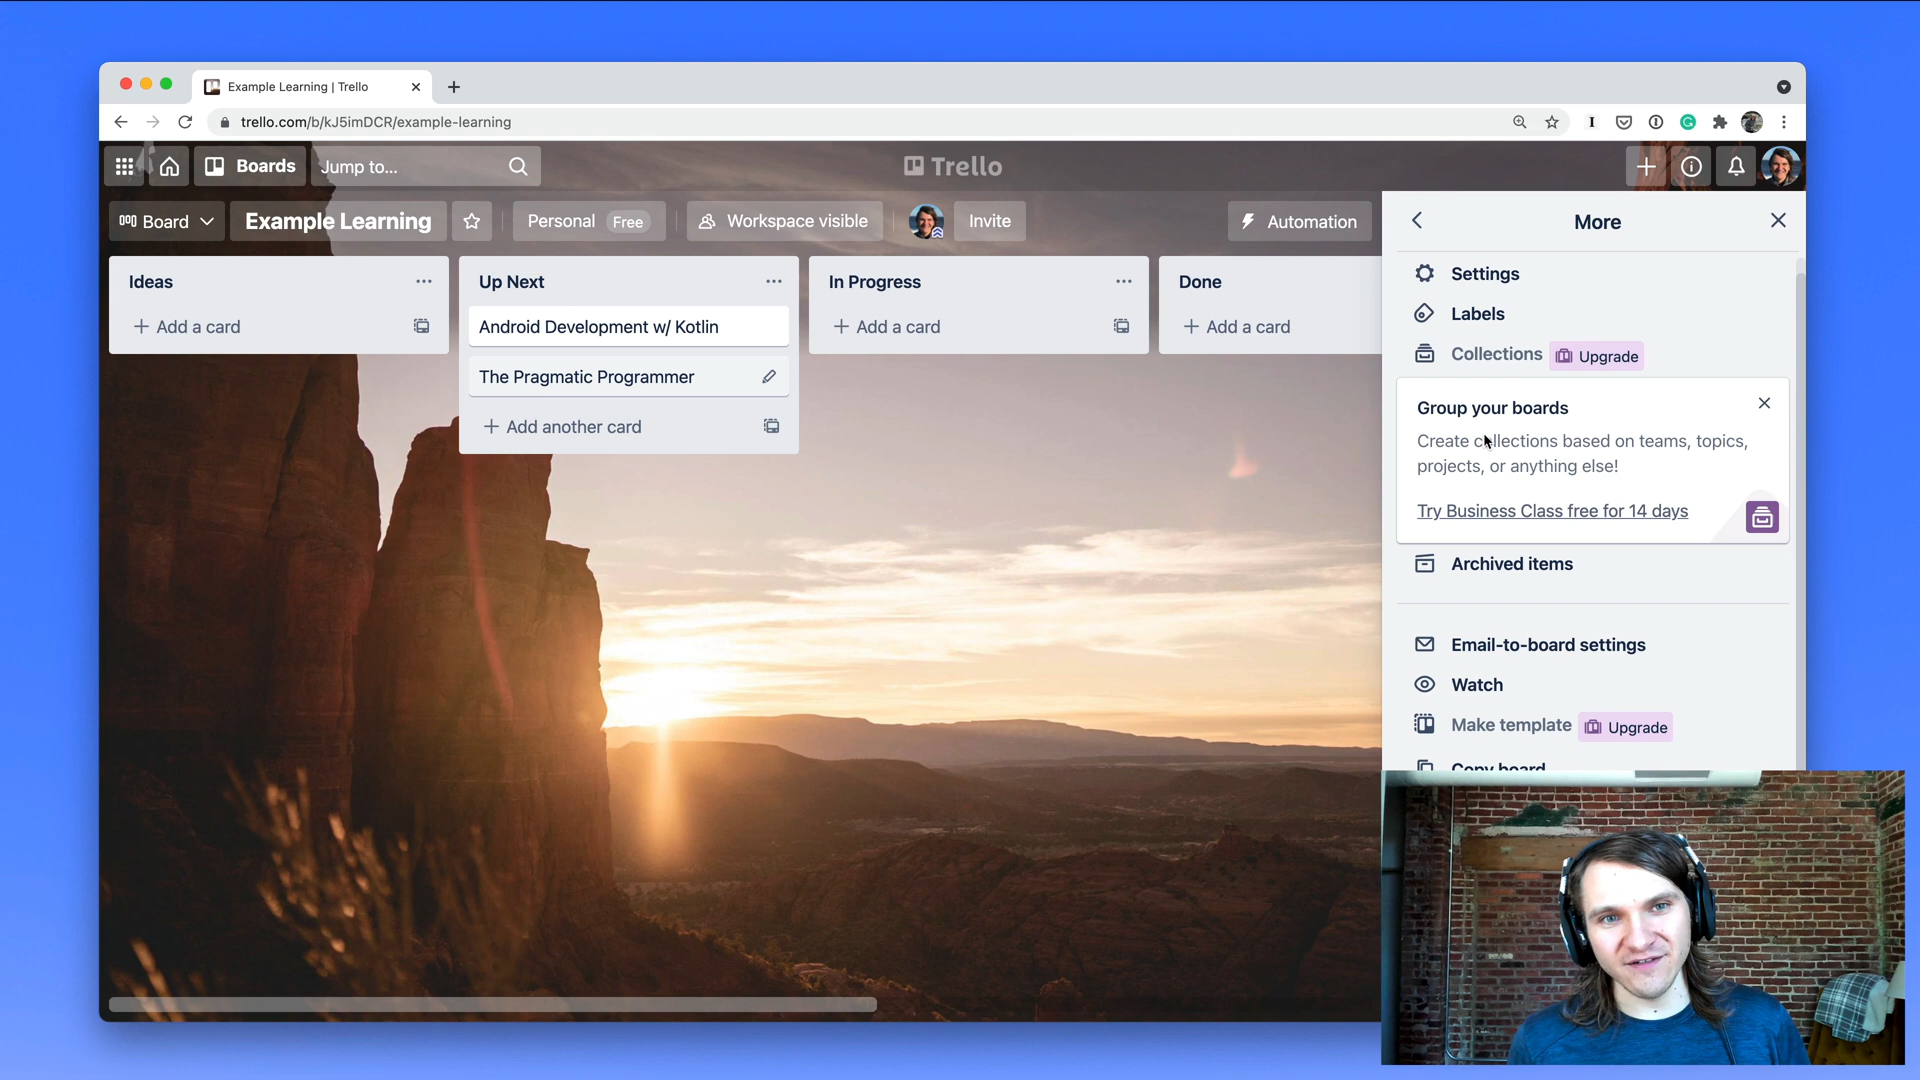 Example Learning | Trello
trello.com/b/kJ5imDCR/example-learning
Boards
Jump to...
Trello
Board
Example Learning
Personal Free
Workspace visible
Invite
Automation
More
Ideas
Add a card
Up Next
Android Development w/ Kotlin
The Pragmatic Programmer
Add another card
In Progress
Add a card
Done
Add a card
Settings
Labels
Collections Upgrade
Group your boards
Create collections based on teams, topics,
projects, or anything else!
Try Business Class free for 14 days
Archived items
Email-to-board settings
Watch
Make template Upgrade
Copy board